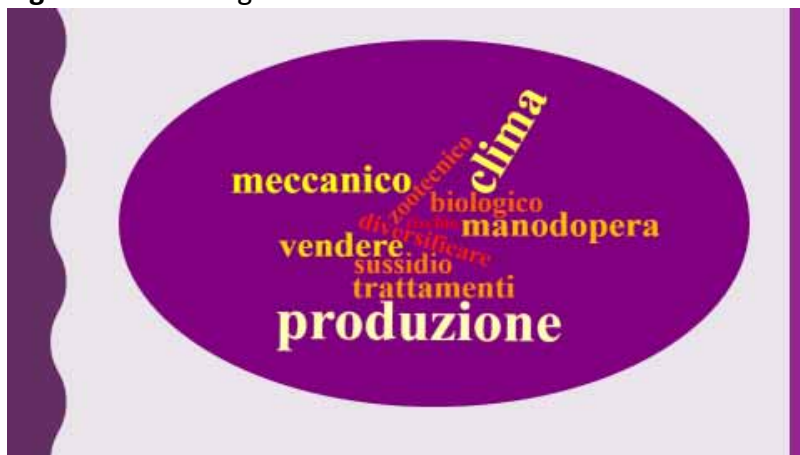 clima
zootecnico
meccanico
biologico
manodopera
diversificare
vendere
sussidio
trattamenti
produzione